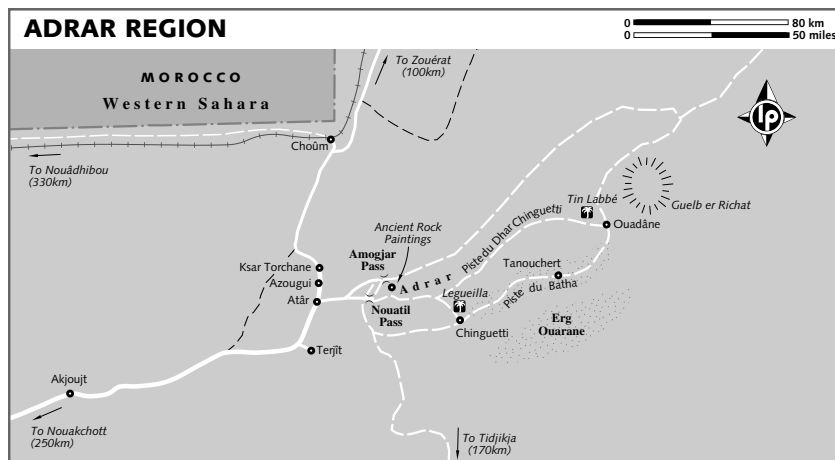 ADRAR REGION
0 80 km
0 50 miles
MOROCCO
Western Sahara
To Zouérat
(100km)
lp
Choûm
To Nouâdhibou
(330km)
Tin Labbé
Guelb er Richat
Ancient Rock
Paintings
Piste du Dhar Chinguetti
Ouadâne
Ksar Torchane
Amogjar
Pass
Tanouchert
Azougui
Adrar
Legueilla
Piste du Batha
Atâr
Nouatil
Pass
Erg
Ouarane
Chinguetti
Terjît
Akjoujt
To Nouakchott
(250km)
To Tidjikja
(170km)